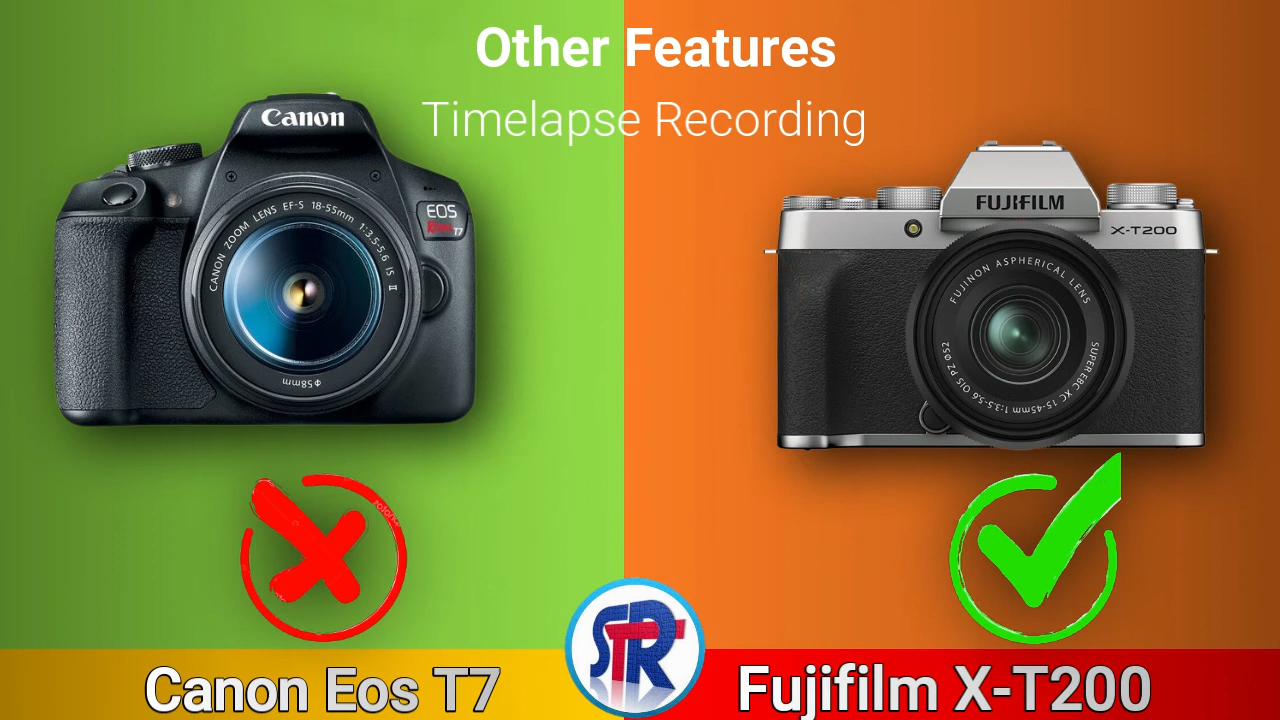 Other Features
Timelapse Recording
Canon
EOS
Rebel T7
CANON ZOOM LENS EF-S 18-55mm 1:3.5-5.6 IS II
φ58mm
FUJIFILM
X-T200
FUJINON ASPHERICAL LENS
SUPER EBC XC 15-45mm 1:3.5-5.6 OIS PZ Ø52
STR
Canon Eos T7
Fujifilm X-T200